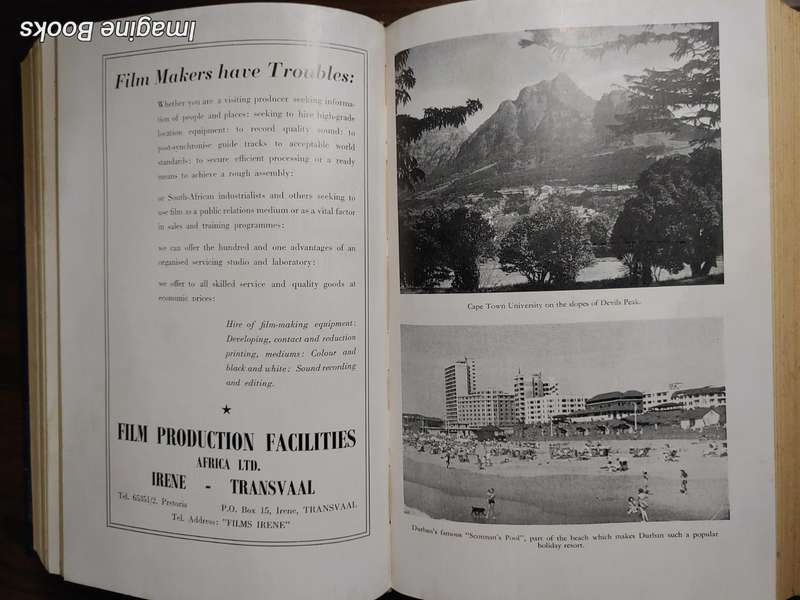 Imagine Books
Film Makers have Troubles:
Whether you are a visiting producer seeking informa-
tion of people and places: seeking to hire high-grade
location equipment: to record quality sound: to
post-synchronise guide tracks to acceptable world
standards: to secure efficient processing or a ready
means to achieve a rough assembly:
or South-African industrialists and others seeking to
use film as a public relations medium or as a vital factor
in sales and training programmes:
we can offer the hundred and one advantages of an
organised servicing studio and laboratory:
we offer to all skilled service and quality goods at
economic prices:
Hire of film-making equipment:
Developing, contact and reduction
printing, mediums: Colour and
black and white: Sound recording
and editing.
FILM PRODUCTION FACILITIES
AFRICA LTD.
IRENE - TRANSVAAL
Tel. 65351/2. Pretoria
P.O. Box 15, Irene, TRANSVAAL
Tel. Address: "FILMS IRENE"
Cape Town University on the slopes of Devils Peak.
Durban's famous "Scotman's Pool", part of the beach which makes Durban such a popular
holiday resort.